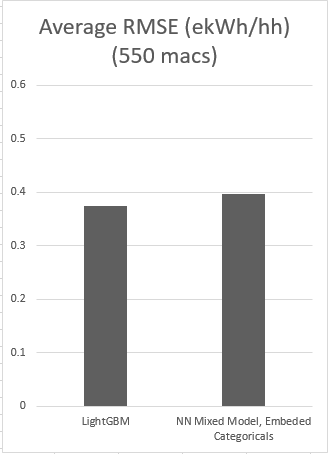 Average RMSE (ekWh/hh)
(550 macs)
0.6
0.5
0.4
0.3
0.2
0.1
0
LightGBM
NN Mixed Model, Embeded
Categoricals